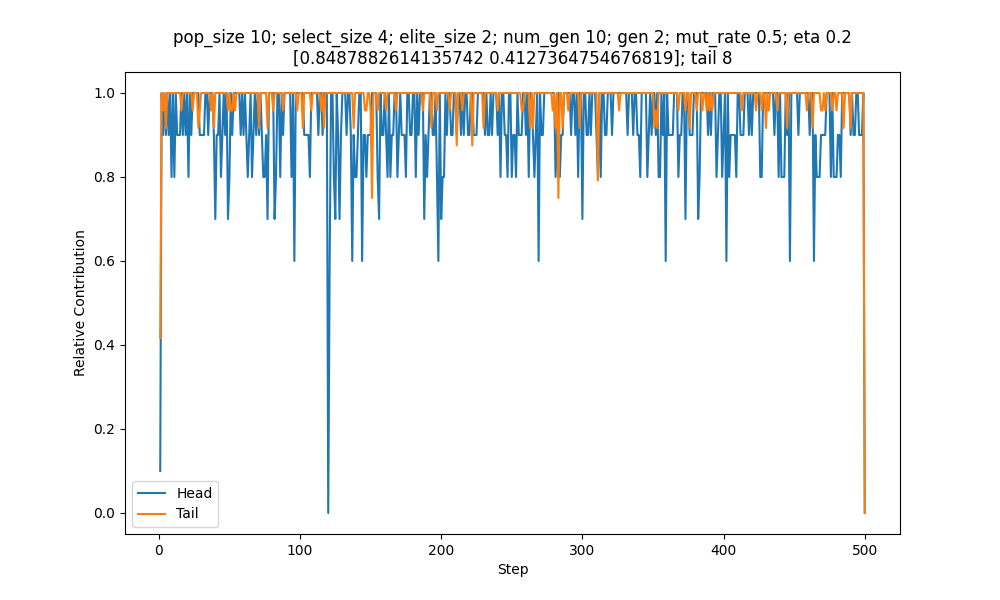 pop_size 10; select_size 4; elite_size 2; num_gen 10; gen 2; mut_rate 0.5; eta 0.2
[0.8487882614135742 0.4127364754676819]; tail 8
1.0
0.8
0.6
0.4
0.2
0.0
Relative Contribution
Head
Tail
0 100 200 300 400 500
Step